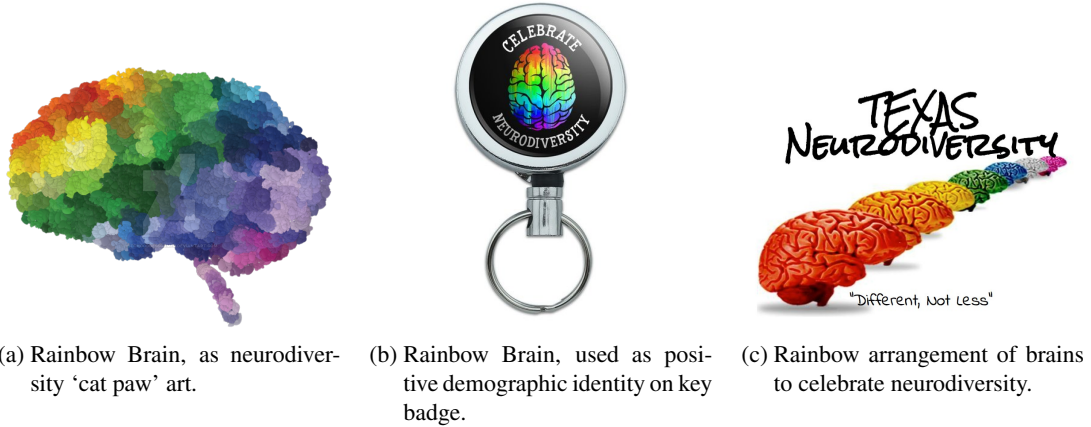 CELEBRATE
NEURODIVERSITY
TEXAS
NEURODIVERSITY
"Different, Not Less"
(a) Rainbow Brain, as neurodiver-
sity ‘cat paw’ art.
(b) Rainbow Brain, used as posi-
tive demographic identity on key
badge.
(c) Rainbow arrangement of brains
to celebrate neurodiversity.